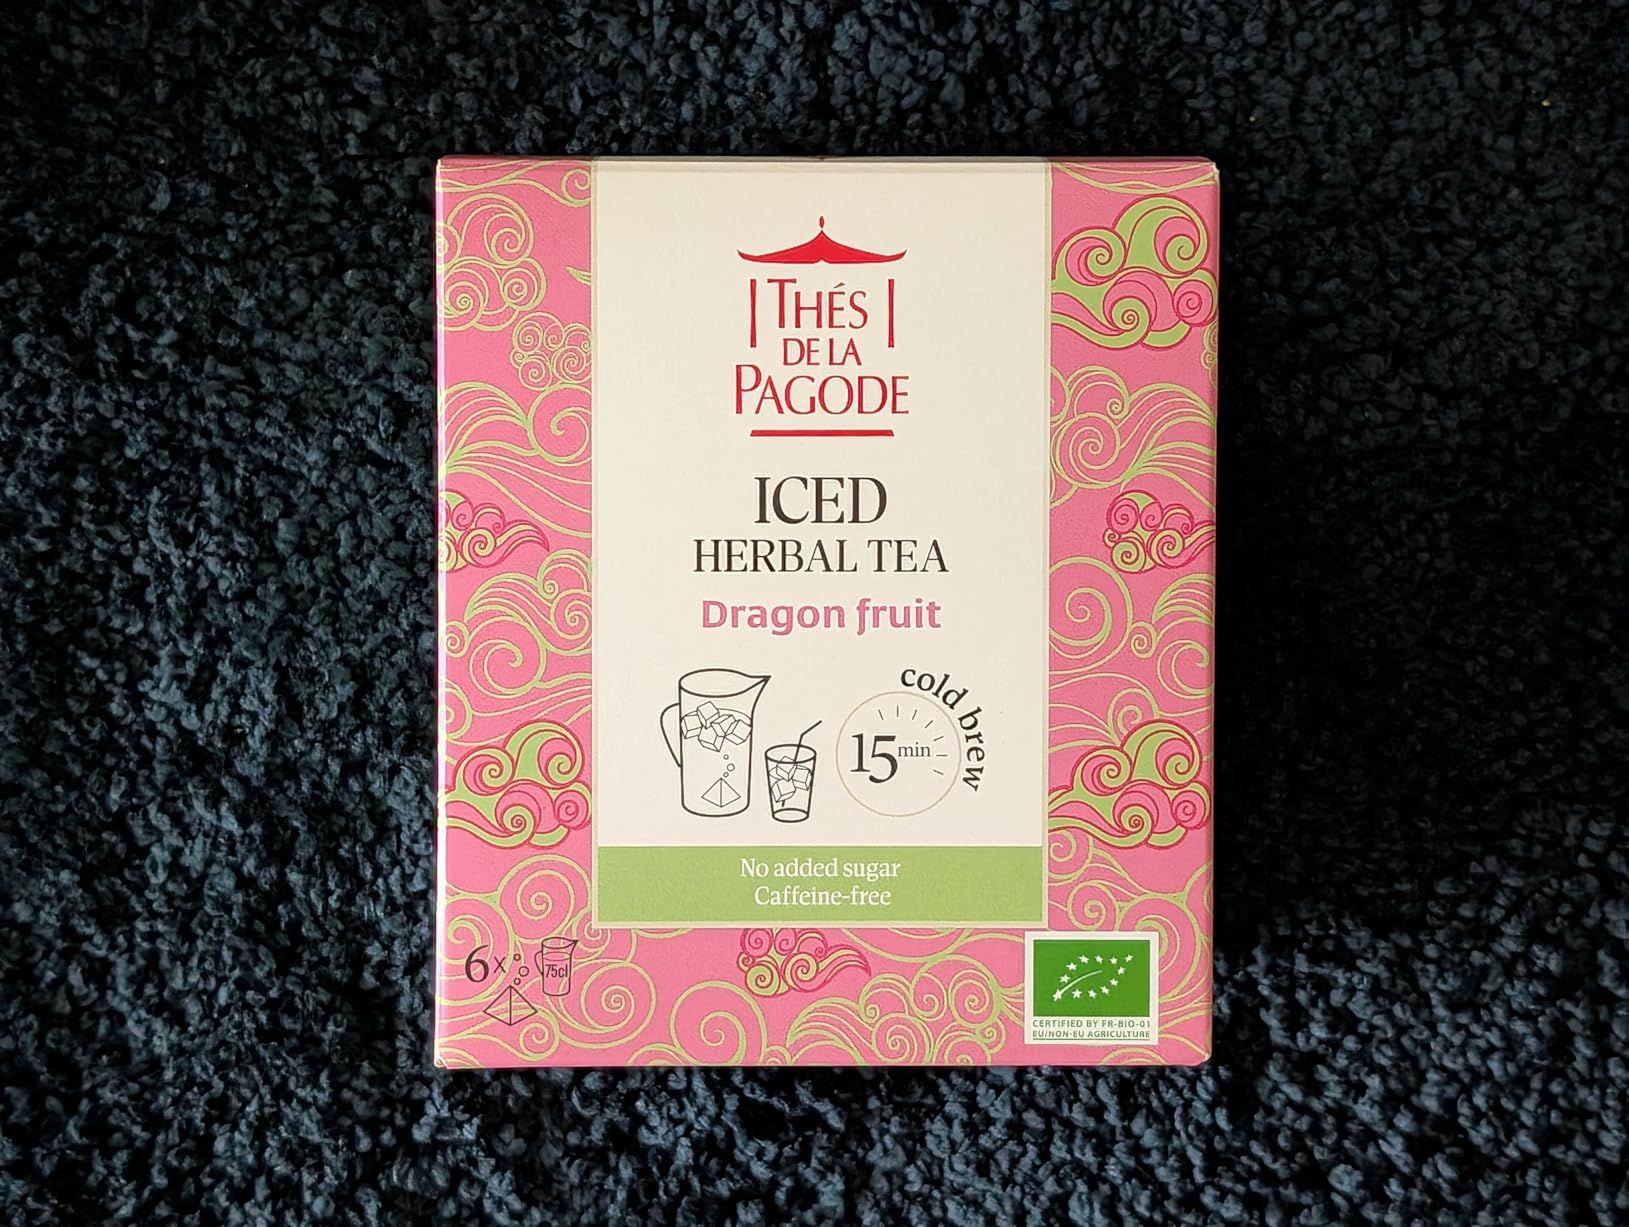 THÉS
DE LA
PAGODE
ICED
HERBAL TEA
Dragon fruit
cold brew
15 min
No added sugar
Caffeine-free
6x
75cl
CERTIFIED BY FR-BIO-01
EU/NON-EU AGRICULTURE